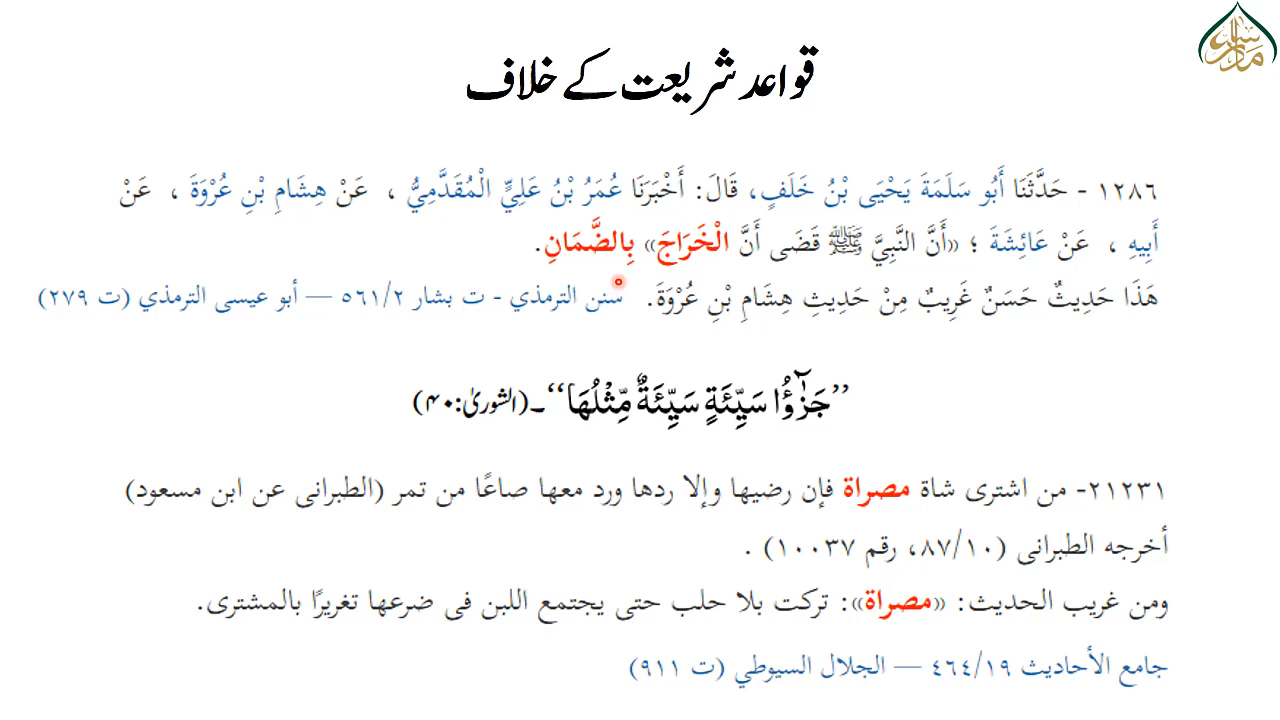 قواعد شریعت کے خلاف
١٢٨٦ - حَدَّثَنَا أَبُو سَلَمَةَ يَحْيَى بْنُ خَلَفٍ، قَالَ: أَخْبَرَنَا عُمَرُ بْنُ عَلِيٍّ الْمُقَدَّمِيُّ ، عَنْ هِشَامِ بْنِ عُرْوَةَ ، عَنْ
أَبِيهِ ، عَنْ عَائِشَةَ ؛ «أَنَّ النَّبِيَّ ﷺ قَضَى أَنَّ الْخَرَاجَ» بِالضَّمَانِ.
هَذَا حَدِيثٌ حَسَنٌ غَرِيبٌ مِنْ حَدِيثِ هِشَامِ بْنِ عُرْوَةَ. سنن الترمذي - ت بشار ٥٦١/٢ — أبو عيسى الترمذي (ت ٢٧٩)
”جَزٰٓؤُا سَيِّئَةٍ سَيِّئَةٌ مِّثْلُهَا“۔(الشوریٰ:۴۰)
٢١٢٣١- من اشترى شاة مصراة فإن رضيها وإلا ردها ورد معها صاعًا من تمر (الطبرانى عن ابن مسعود)
أخرجه الطبرانى (٨٧/١٠، رقم ١٠٠٣٧) .
ومن غريب الحديث: «مصراة»: تركت بلا حلب حتى يجتمع اللبن فى ضرعها تغريرًا بالمشترى.
جامع الأحاديث ٤٦٤/١٩ — الجلال السيوطي (ت ٩١١)